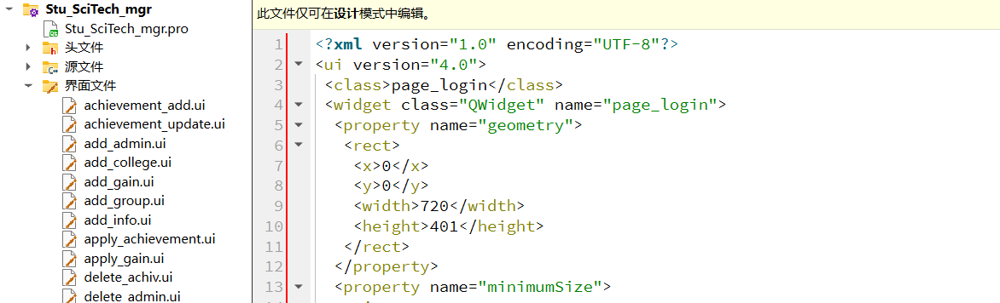 Stu_SciTech_mgr
Stu_SciTech_mgr.pro
头文件
源文件
界面文件
achievement_add.ui
achievement_update.ui
add_admin.ui
add_college.ui
add_gain.ui
add_group.ui
add_info.ui
apply_achievement.ui
apply_gain.ui
delete_achiv.ui
delete_admin.ui
此文件仅可在设计模式中编辑。
1 <?xml version="1.0" encoding="UTF-8"?>
2 <ui version="4.0">
3 <class>page_login</class>
4 <widget class="QWidget" name="page_login">
5 <property name="geometry">
6 <rect>
7 <x>0</x>
8 <y>0</y>
9 <width>720</width>
10 <height>401</height>
11 </rect>
12 </property>
13 <property name="minimumSize">